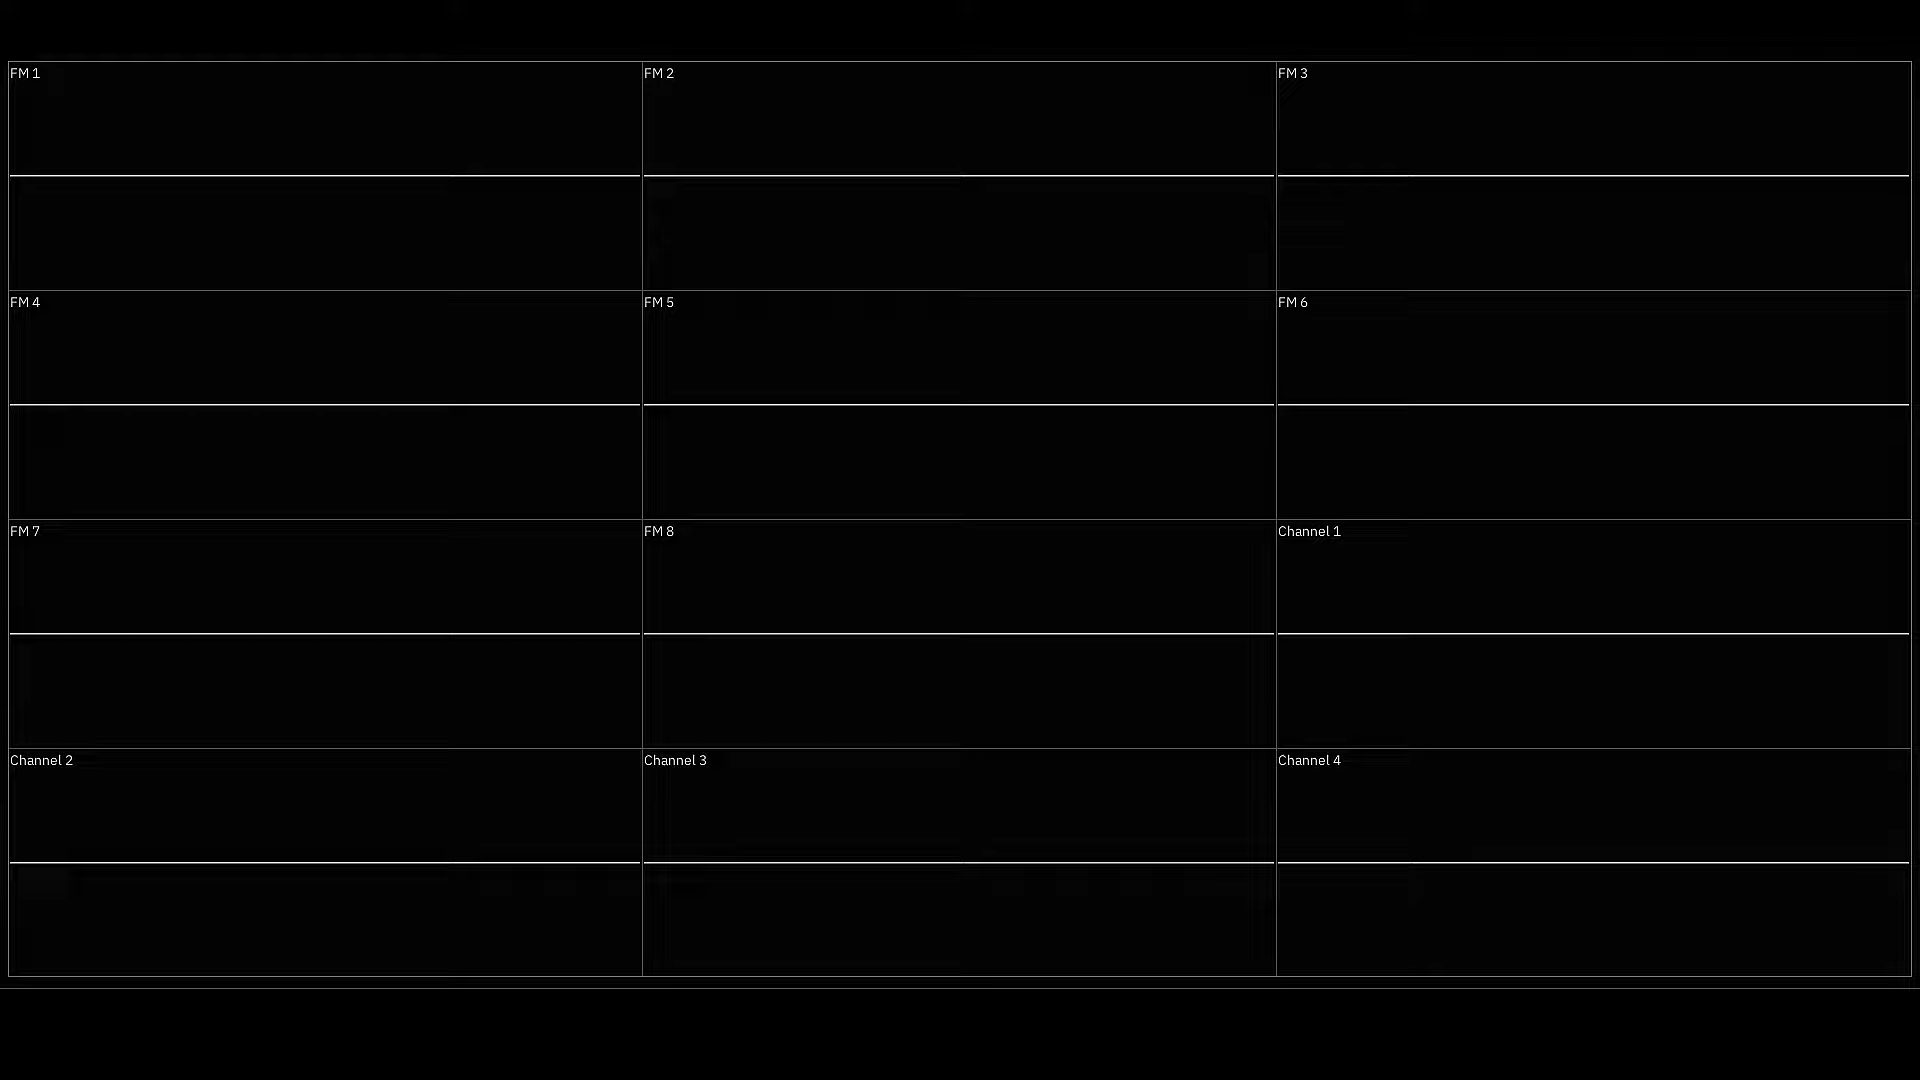 FM 1
FM 2
FM 3
FM 4
FM 5
FM 6
FM 7
FM 8
Channel 1
Channel 2
Channel 3
Channel 4